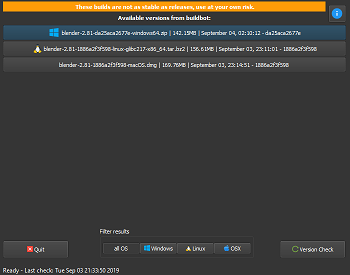 These builds are not as stable as releases, use at your own risk.
Available versions from buildbot:
blender-2.81-da25aca2677e-windows64.zip | 142.15MB | September 04, 02:10:12 - da25aca2677e
blender-2.81-1886a2f3f598-linux-glibc217-x86_64.tar.bz2 | 156.61MB | September 03, 23:11:01 - 1886a2f3f598
blender-2.81-1886a2f3f598-macOS.dmg | 169.76MB | September 03, 23:14:51 - 1886a2f3f598
Filter results
Quit
all OS
Windows
Linux
OSX
Version Check
Ready - Last check: Tue Sep 03 21:33:50 2019